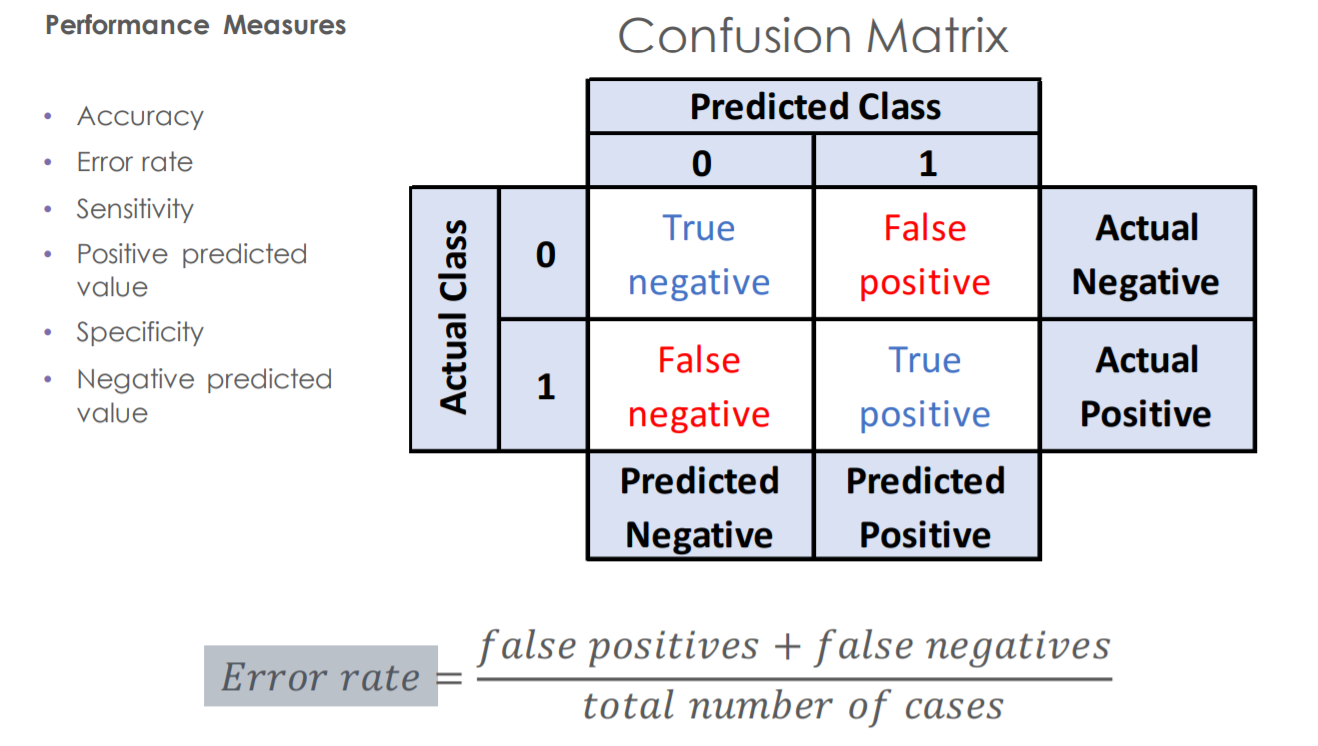 Performance Measures
• Accuracy
• Error rate
• Sensitivity
• Positive predicted
value
• Specificity
• Negative predicted
value
Confusion Matrix
Predicted Class
0 1
Actual Class
0
True
negative
False
positive
Actual
Negative
1
False
negative
True
positive
Actual
Positive
Predicted
Negative
Predicted
Positive
Error rate = false positives + false negatives
total number of cases